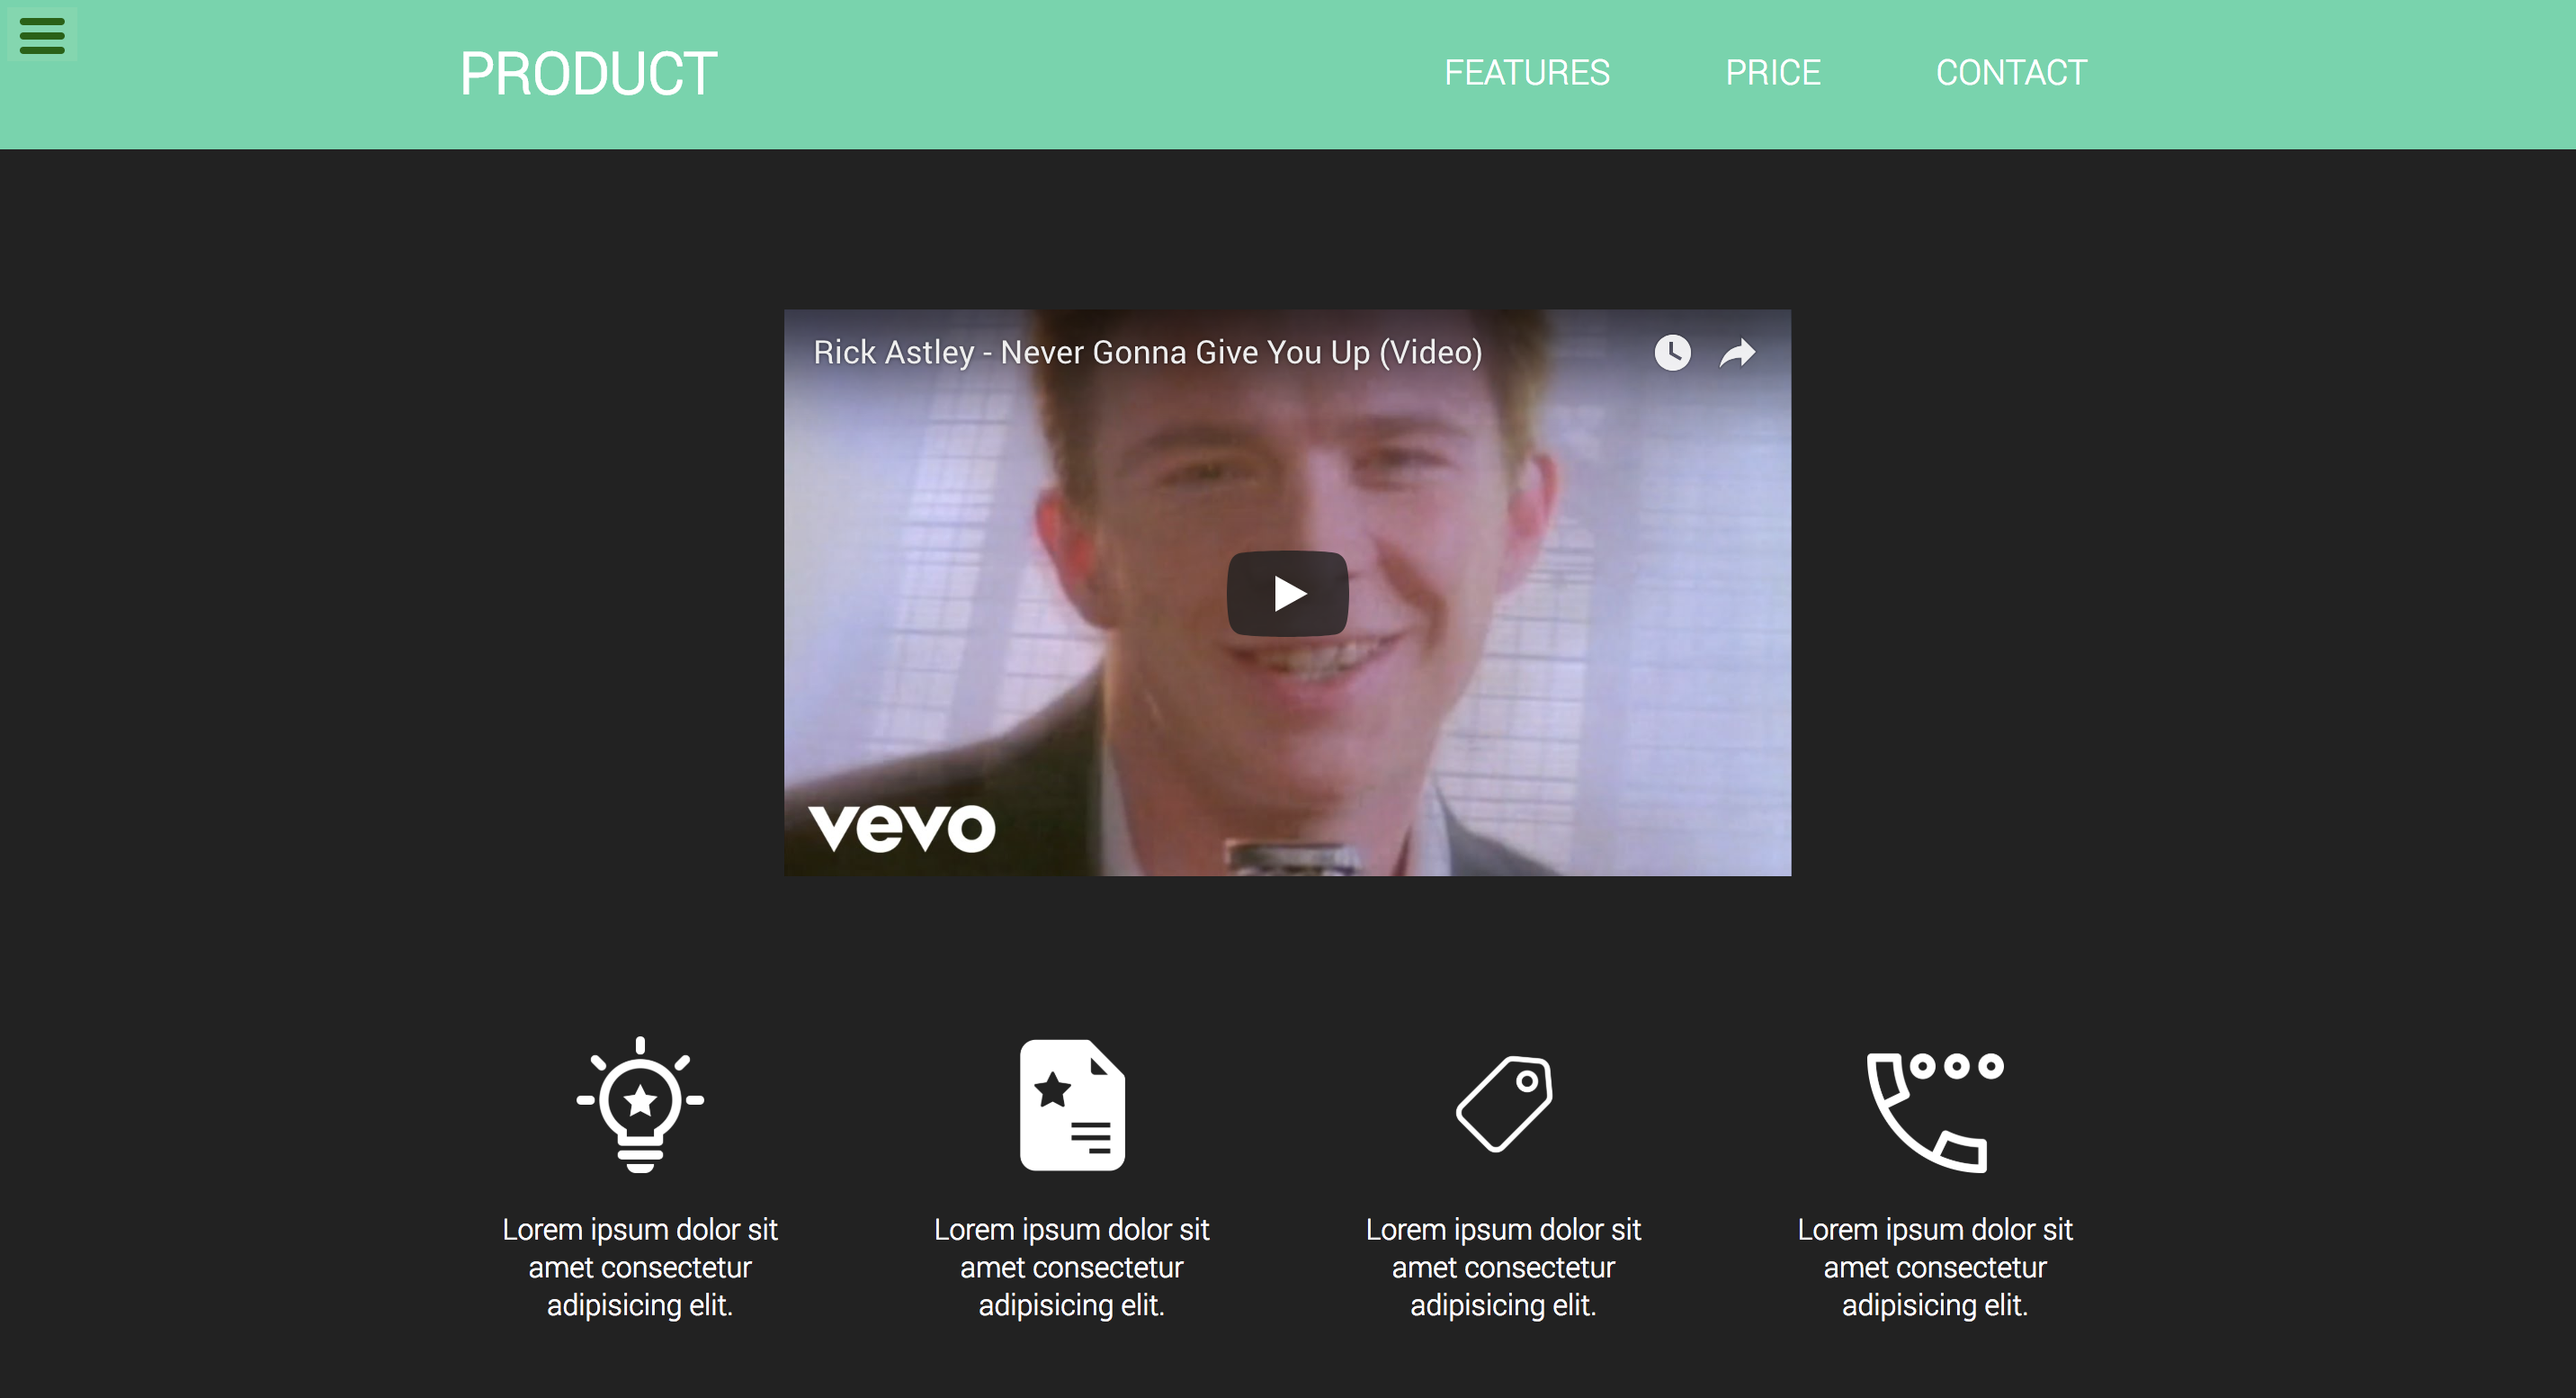 PRODUCT
FEATURES
PRICE
CONTACT
Rick Astley - Never Gonna Give You Up (Video)
vevo
Lorem ipsum dolor sit
amet consectetur
adipisicing elit.
Lorem ipsum dolor sit
amet consectetur
adipisicing elit.
Lorem ipsum dolor sit
amet consectetur
adipisicing elit.
Lorem ipsum dolor sit
amet consectetur
adipisicing elit.